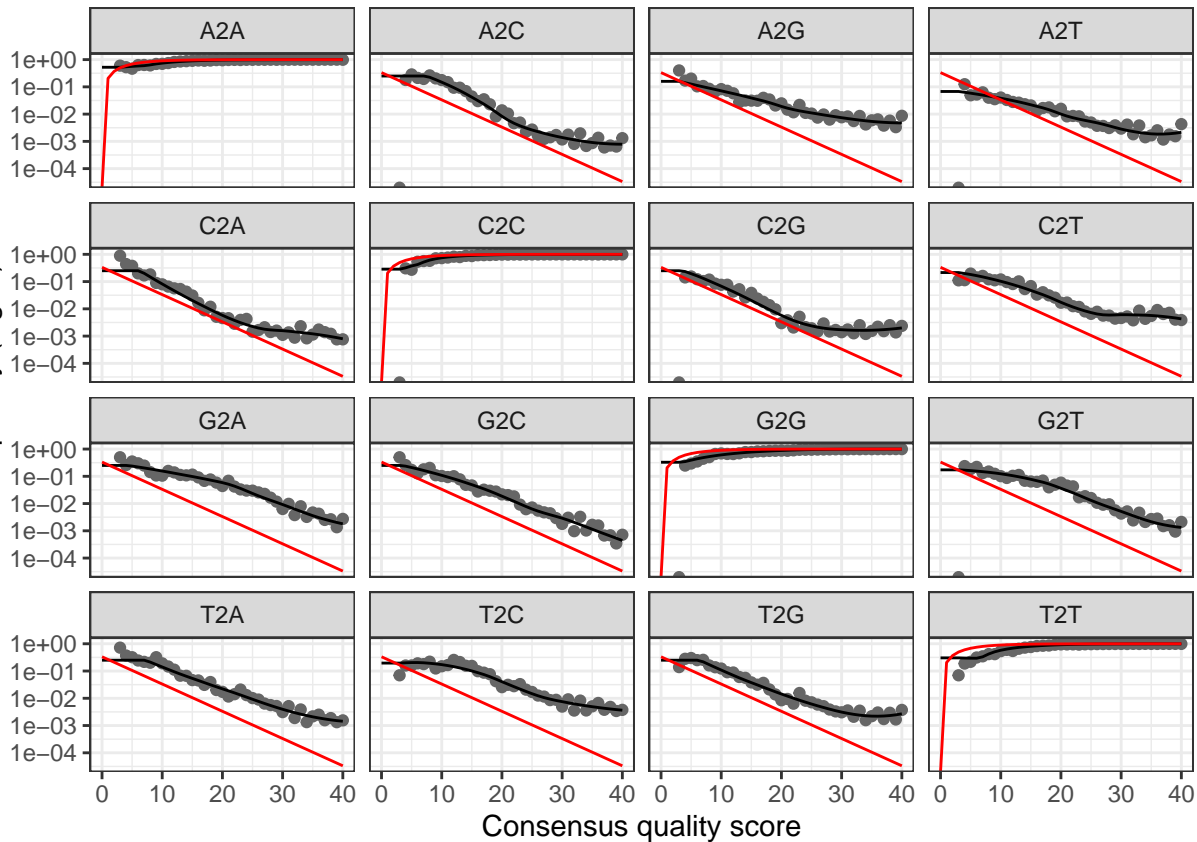 A2A A2C A2G A2T
1e+00
1e−01
1e−02
1e−03
1e−04
C2A C2C C2G C2T
1e+00
1e−01
1e−02
1e−03
1e−04
G2A G2C G2G G2T
1e+00
1e−01
1e−02
1e−03
1e−04
T2A T2C T2G T2T
1e+00
1e−01
1e−02
1e−03
1e−04
0 10 20 30 40 0 10 20 30 40 0 10 20 30 40 0 10 20 30 40
Consensus quality score